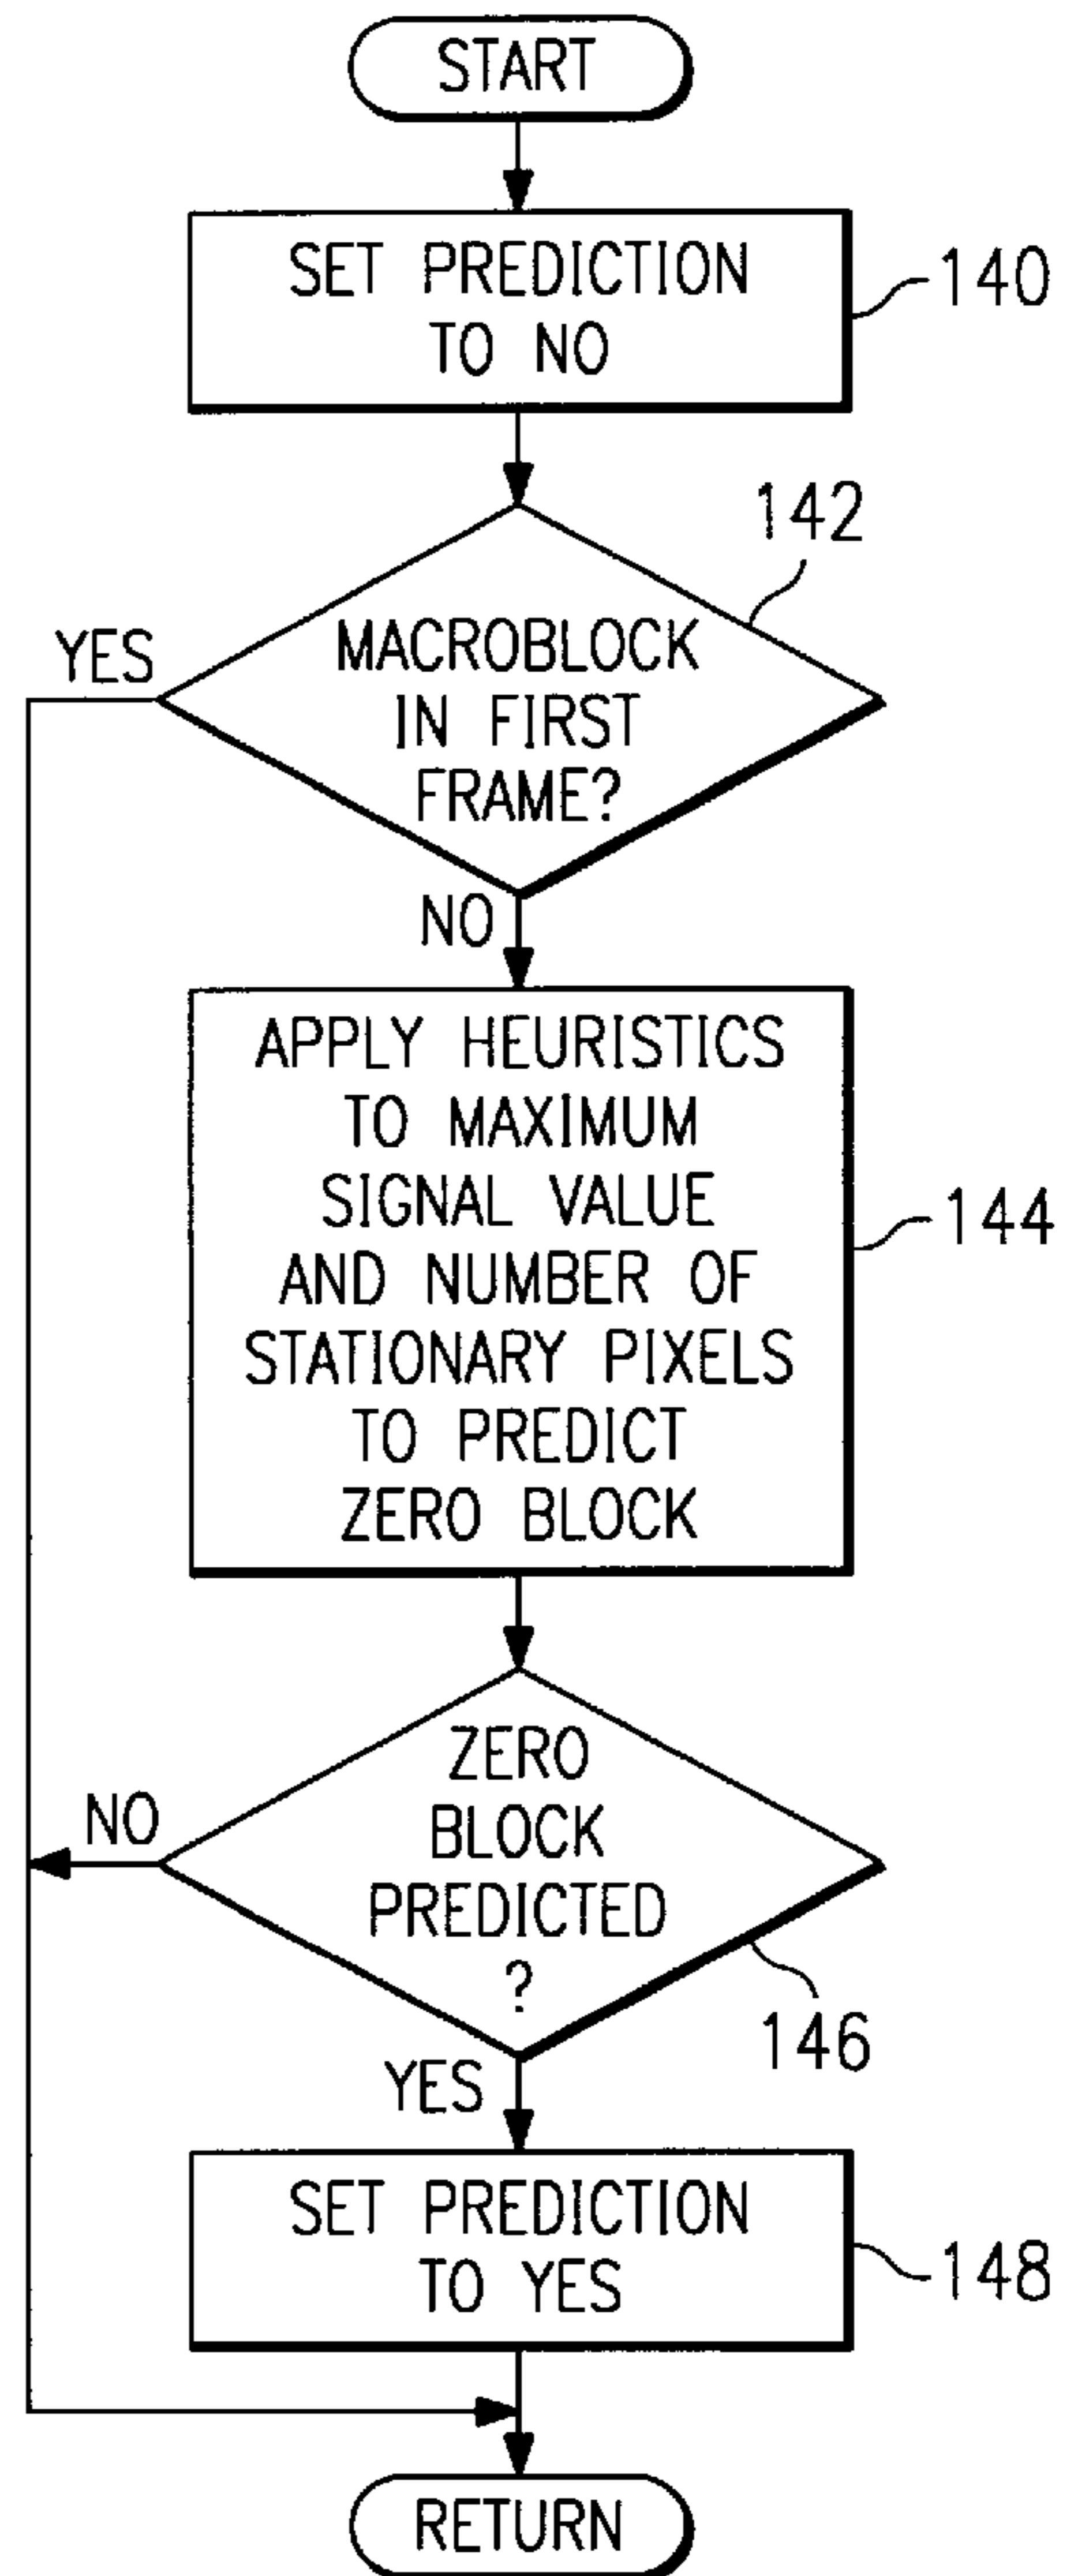 START
SET PREDICTION
TO NO
140
142
YES
MACROBLOCK
IN FIRST
FRAME?
NO
APPLY HEURISTICS
TO MAXIMUM
SIGNAL VALUE
AND NUMBER OF
STATIONARY PIXELS
TO PREDICT
ZERO BLOCK
144
ZERO
BLOCK
PREDICTED
?
NO
146
YES
SET PREDICTION
TO YES
148
RETURN